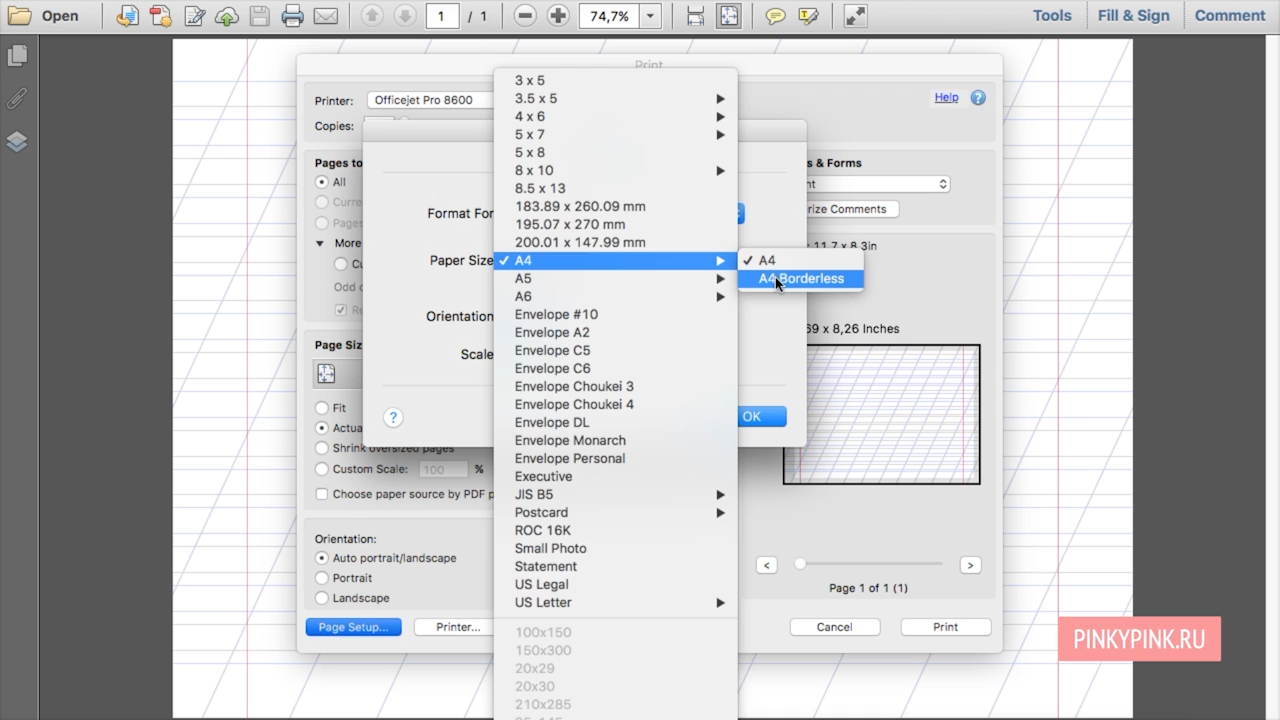 Open
1 / 1
74,7%
Tools
Fill & Sign
Comment
Print
Printer:
Officejet Pro 8600
Help
Copies:
Pages to
All
More
s & Forms
nt
rize Comments
: 11.7 x 8.3in
69 x 8,26 Inches
Format For
Paper Size
Orientation
Scale
OK
3 x 5
3.5 x 5
4 x 6
5 x 7
5 x 8
8 x 10
8.5 x 13
183.89 x 260.09 mm
195.07 x 270 mm
200.01 x 147.99 mm
A4
A5
A6
Envelope #10
Envelope A2
Envelope C5
Envelope C6
Envelope Choukei 3
Envelope Choukei 4
Envelope DL
Envelope Monarch
Envelope Personal
Executive
JIS B5
Postcard
ROC 16K
Small Photo
Statement
US Legal
US Letter
100x150
150x300
20x29
20x30
210x285
A4
A4 Borderless
Page Siz
Fit
Actua
Shrink oversized pages
Custom Scale: 100 %
Choose paper source by PDF p
Orientation:
Auto portrait/landscape
Portrait
Landscape
Page Setup...
Printer...
< >
Page 1 of 1 (1)
Cancel
Print
PINKYPINK.RU